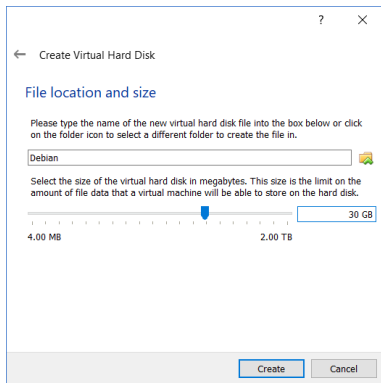 ?
Create Virtual Hard Disk
File location and size
Please type the name of the new virtual hard disk file into the box below or click
on the folder icon to select a different folder to create the file in.
Debian
Select the size of the virtual hard disk in megabytes. This size is the limit on the
amount of file data that a virtual machine will be able to store on the hard disk.
30 GB
4.00 MB 2.00 TB
Create Cancel